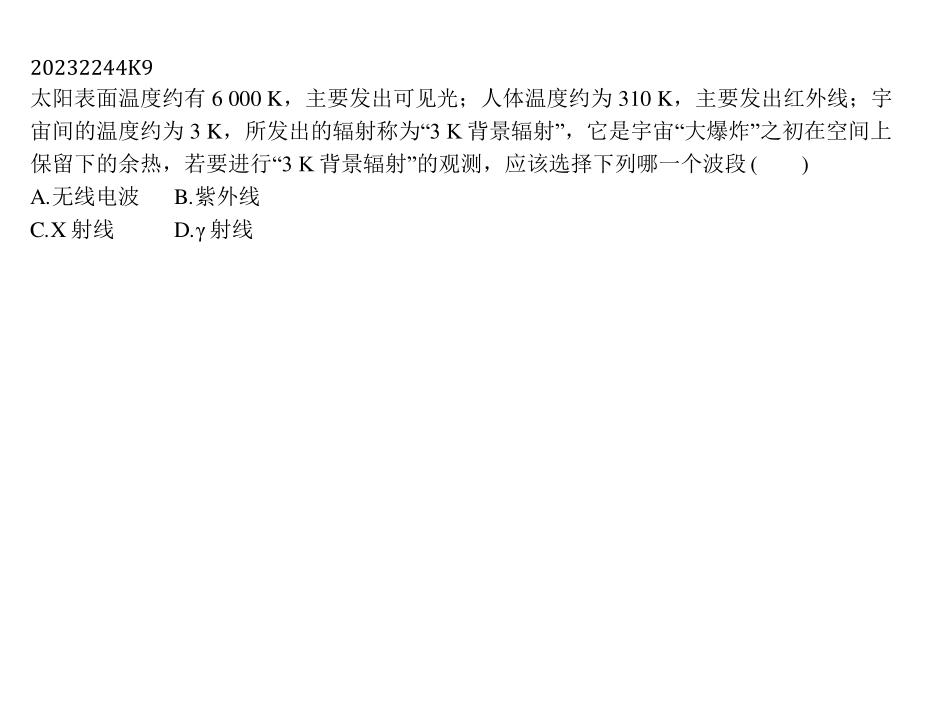 20232244K9
太阳表面温度约有 6 000 K，主要发出可见光；人体温度约为 310 K，主要发出红外线；宇
宙间的温度约为 3 K，所发出的辐射称为“3 K 背景辐射”，它是宇宙“大爆炸”之初在空间上
保留下的余热，若要进行“3 K 背景辐射”的观测，应该选择下列哪一个波段 (　　)
A.无线电波　B.紫外线
C.X 射线　D.γ 射线